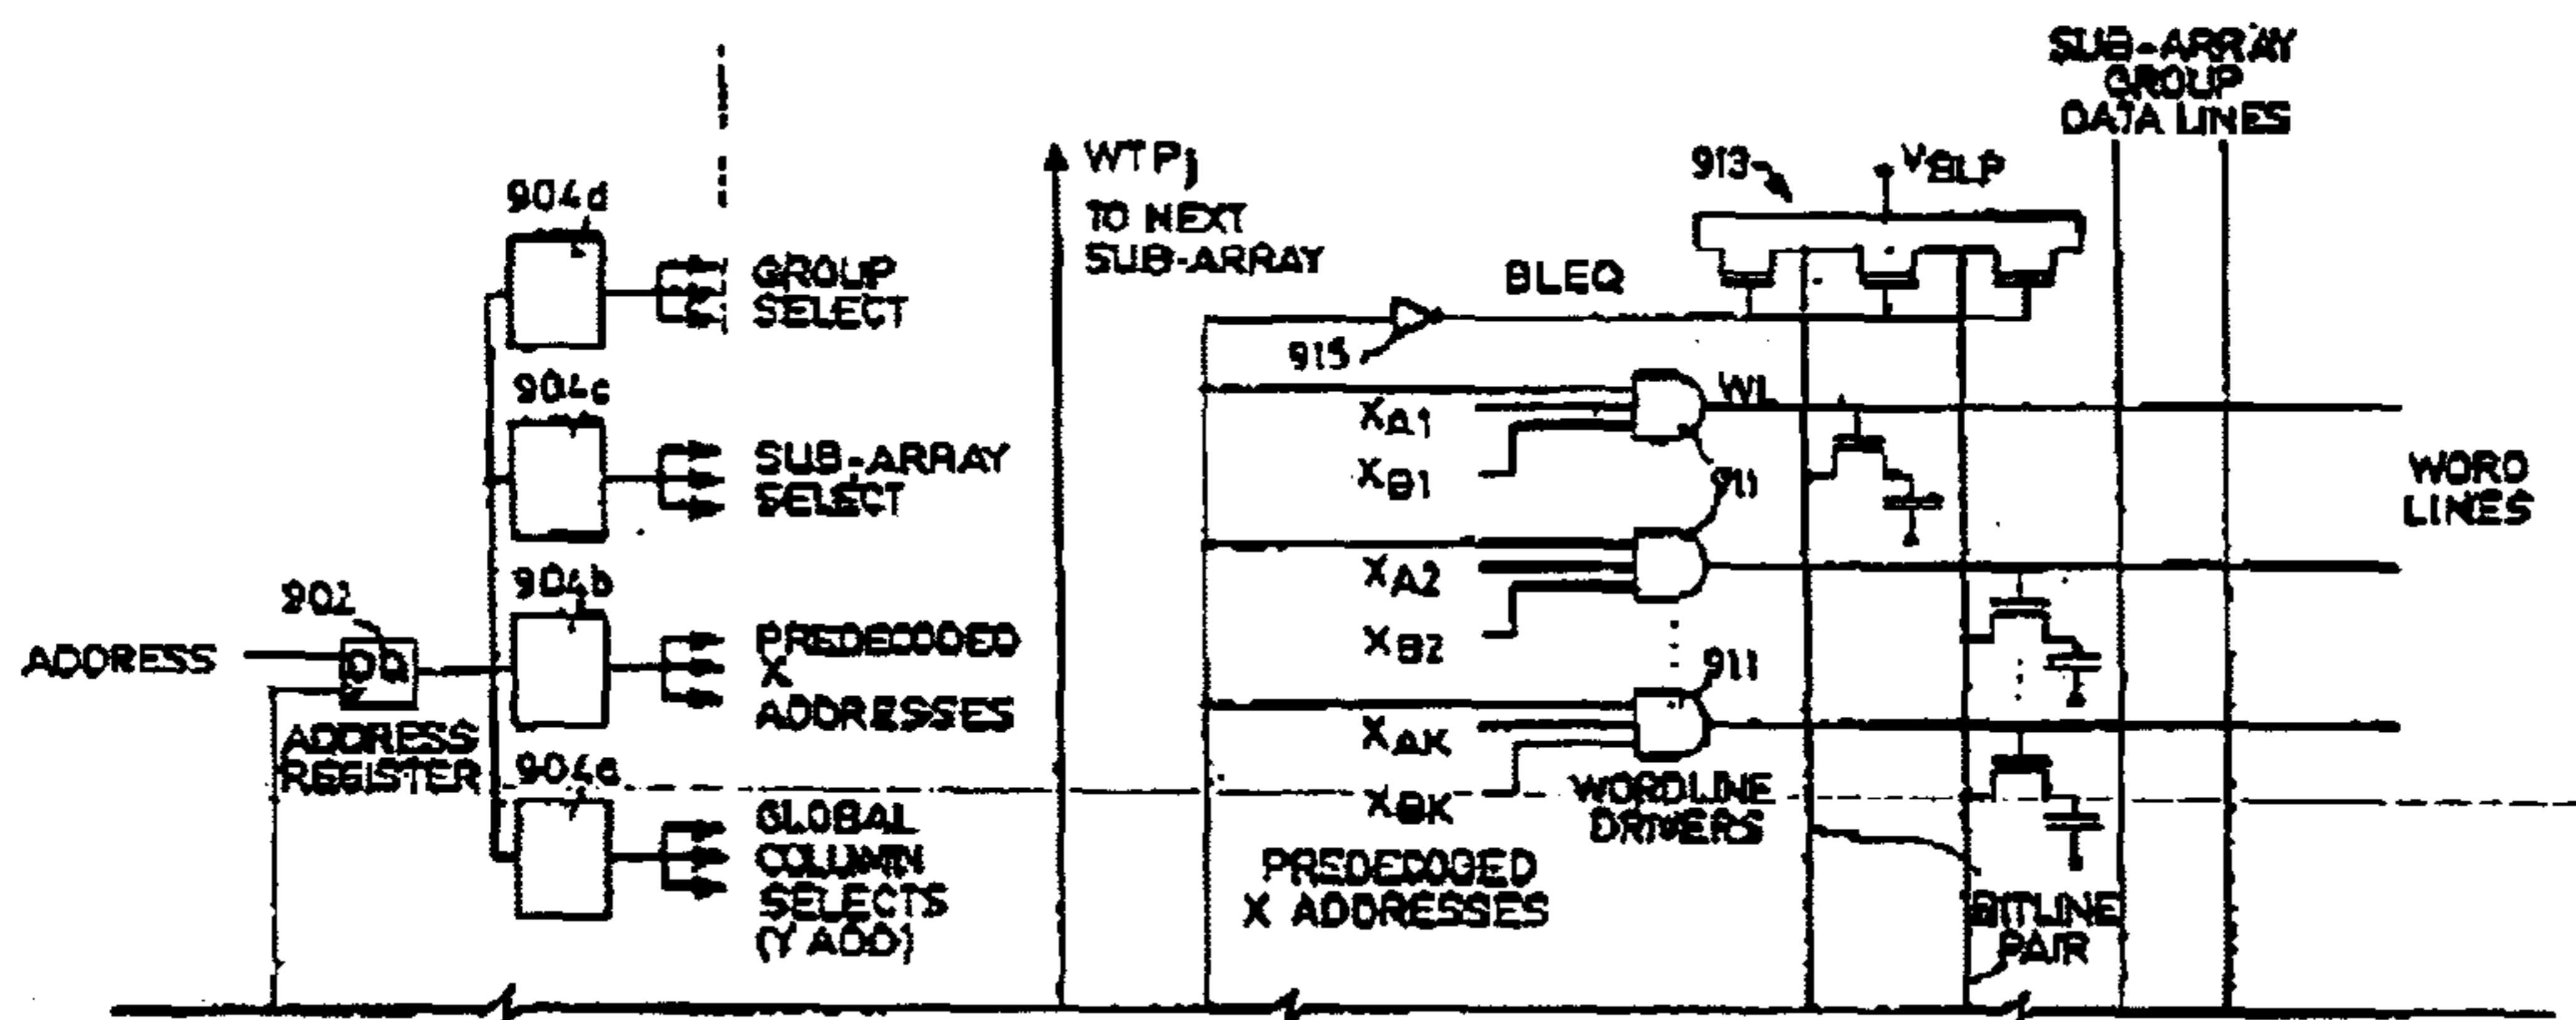 SUB-ARRAY
GROUP
DATA LINES
WTPj
TO NEXT
SUB-ARRAY
913
VBLP
904d
GROUP
SELECT
BLEQ
915
904c
SUB-ARRAY
SELECT
XA1
XB1
WL
911
WORD
LINES
904b
902
ADDRESS
D Q
ADDRESS
REGISTER
PREDECODED
X
ADDRESSES
XA2
XB2
911
XAK
XBK
WORDLINE
DRIVERS
904a
GLOBAL
COLUMN
SELECTS
(Y ADD)
PREDECODED
X ADDRESSES
BITLINE
PAIR